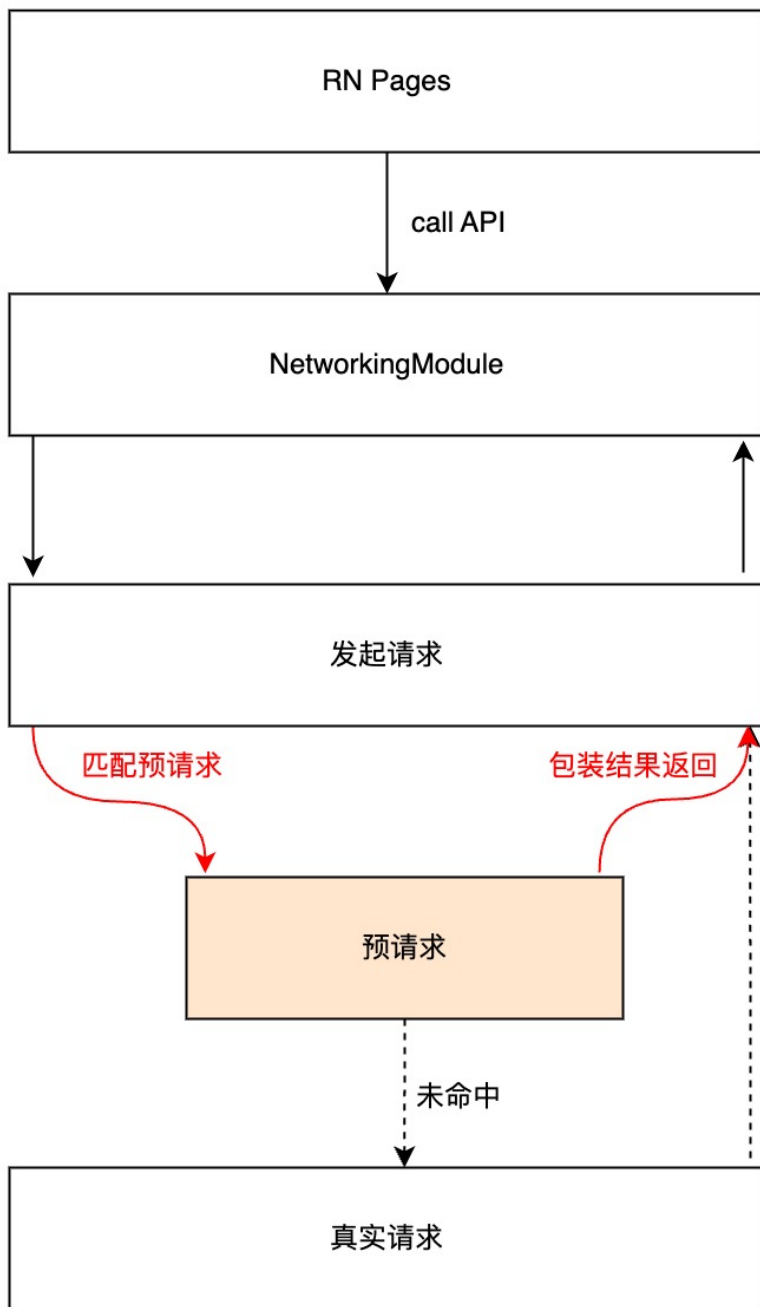 RN Pages
call API
NetworkingModule
发起请求
匹配预请求
包装结果返回
预请求
未命中
真实请求